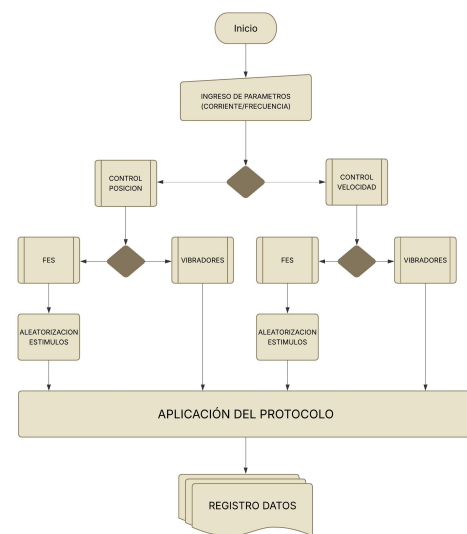 Inicio
INGRESO DE PARAMETROS
(CORRIENTE/FRECUENCIA)
CONTROL
POSICION
CONTROL
VELOCIDAD
FES
VIBRADORES
FES
VIBRADORES
ALEATORIZACION
ESTIMULOS
ALEATORIZACION
ESTIMULOS
APLICACIÓN DEL PROTOCOLO
REGISTRO DATOS